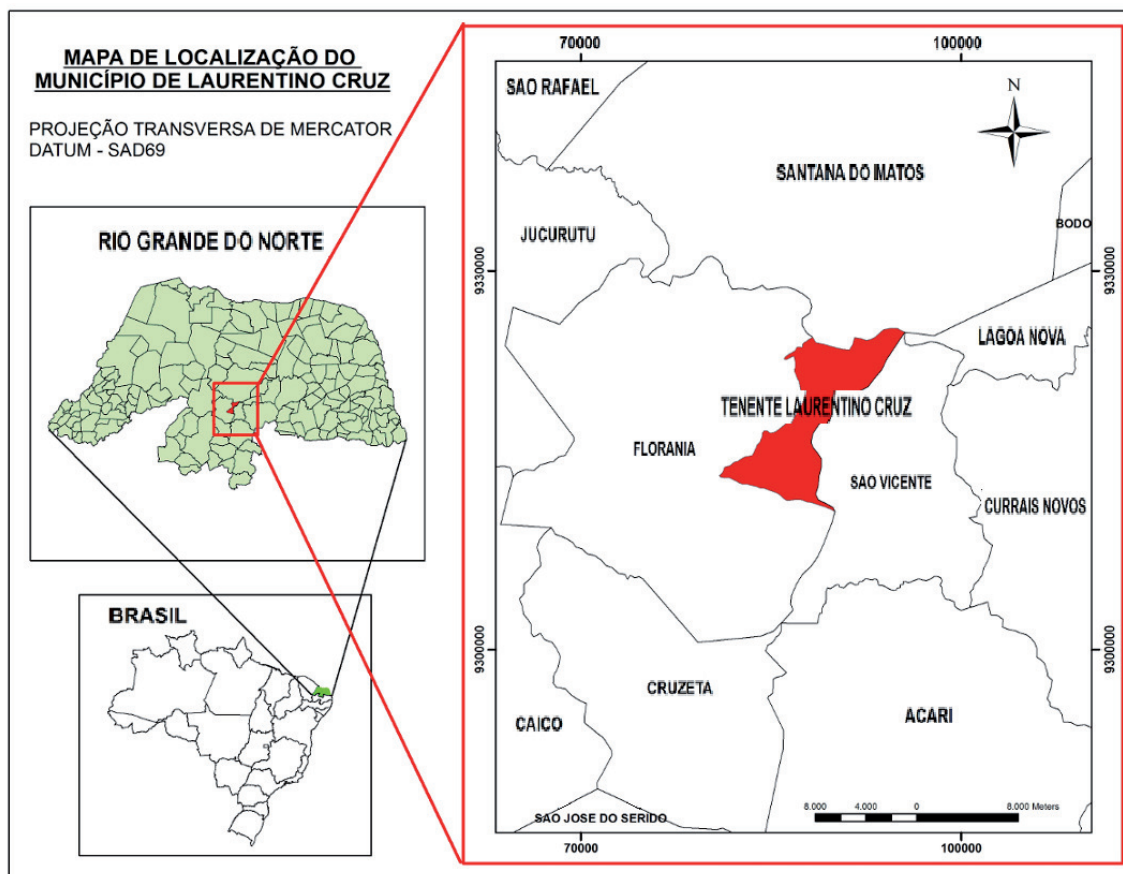 MAPA DE LOCALIZAÇÃO DO
MUNICÍPIO DE LAURENTINO CRUZ
PROJEÇÃO TRANSVERSA DE MERCATOR
DATUM - SAD69
RIO GRANDE DO NORTE
BRASIL
70000
100000
SAO RAFAEL
N
SANTANA DO MATOS
JUCURUTU
BODO
9330000
9330000
LAGOA NOVA
TENENTE LAURENTINO CRUZ
FLORANIA
SAO VICENTE
CURRAIS NOVOS
9300000
9300000
CRUZETA
CAICO
ACARI
8.000 4.000 0 8.000 Meters
SAO JOSE DO SERIDO
70000
100000